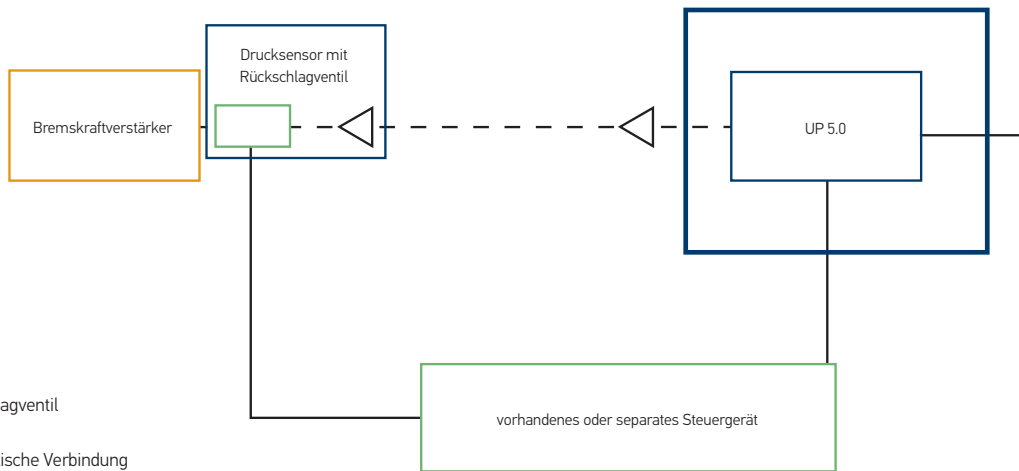 Drucksensor mit
Rückschlagventil
Bremskraftverstärker
UP 5.0
agventil
vorhandenes oder separates Steuergerät
ische Verbindung